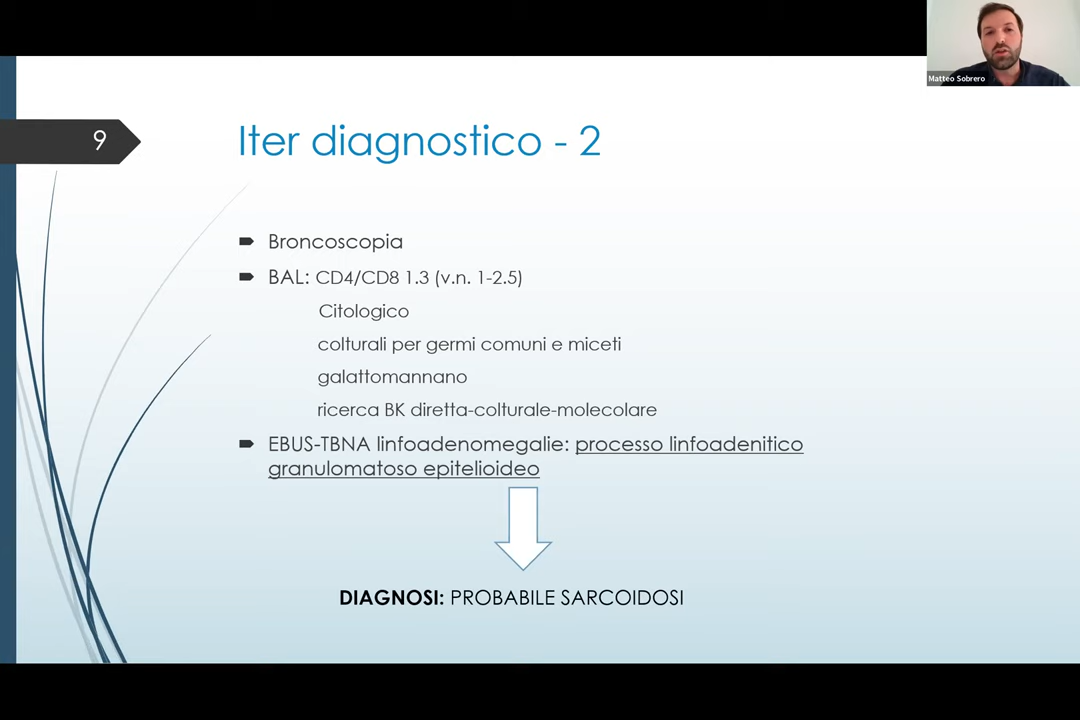 Matteo Sobrero
9
Iter diagnostico - 2
Broncoscopia
BAL: CD4/CD8 1.3 (v.n. 1-2.5)
Citologico
colturali per germi comuni e miceti
galattomannano
ricerca BK diretta-colturale-molecolare
EBUS-TBNA linfoadenomegalie: processo linfoadenitico
granulomatoso epitelioideo
DIAGNOSI: PROBABILE SARCOIDOSI